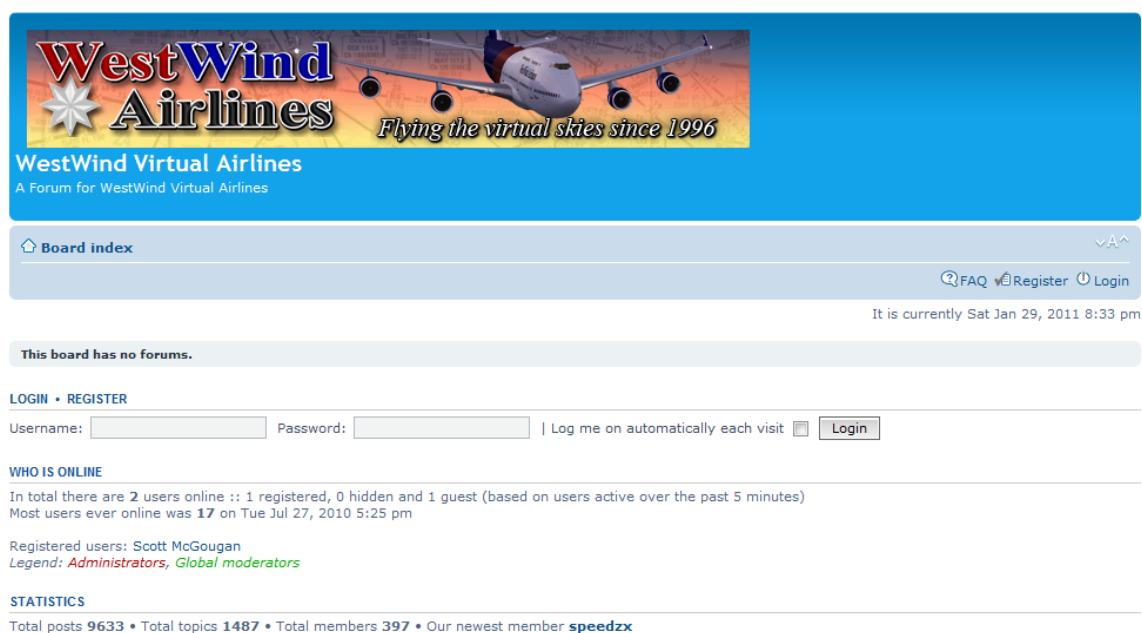 WestWind
Airlines
Flying the virtual skies since 1996
WestWind Virtual Airlines
A Forum for WestWind Virtual Airlines
Board index
A
FAQ Register Login
It is currently Sat Jan 29, 2011 8:33 pm
This board has no forums.
LOGIN • REGISTER
Username: Password: | Log me on automatically each visit Login
WHO IS ONLINE
In total there are 2 users online :: 1 registered, 0 hidden and 1 guest (based on users active over the past 5 minutes)
Most users ever online was 17 on Tue Jul 27, 2010 5:25 pm
Registered users: Scott McGougan
Legend: Administrators, Global moderators
STATISTICS
Total posts 9633 • Total topics 1487 • Total members 397 • Our newest member speedzx